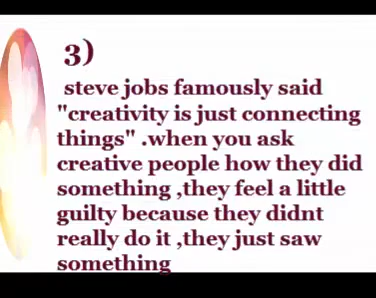 3)
steve jobs famously said
"creativity is just connecting
things" .when you ask
creative people how they did
something ,they feel a little
guilty because they didnt
really do it ,they just saw
something